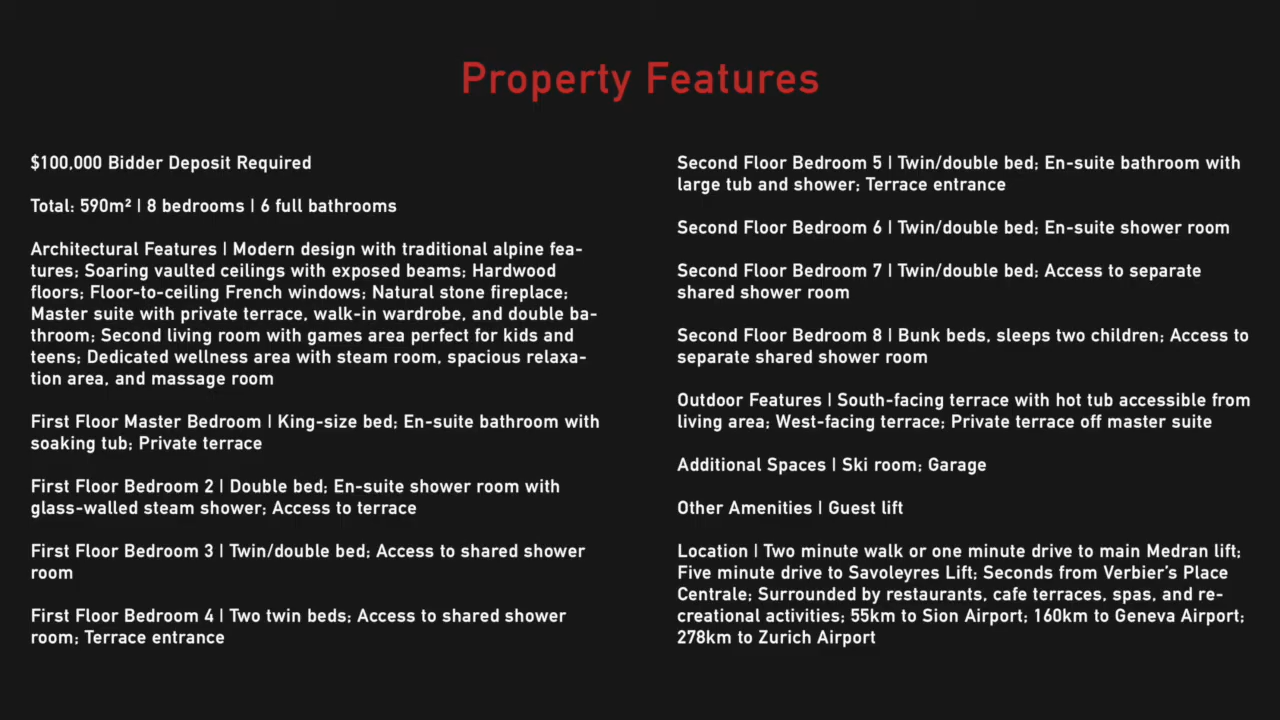 Property Features
$100,000 Bidder Deposit Required
Total: 590m² | 8 bedrooms | 6 full bathrooms
Architectural Features | Modern design with traditional alpine fea-
tures; Soaring vaulted ceilings with exposed beams; Hardwood
floors; Floor-to-ceiling French windows; Natural stone fireplace;
Master suite with private terrace, walk-in wardrobe, and double ba-
throom; Second living room with games area perfect for kids and
teens; Dedicated wellness area with steam room, spacious relaxa-
tion area, and massage room
First Floor Master Bedroom | King-size bed; En-suite bathroom with
soaking tub; Private terrace
First Floor Bedroom 2 | Double bed; En-suite shower room with
glass-walled steam shower; Access to terrace
First Floor Bedroom 3 | Twin/double bed; Access to shared shower
room
First Floor Bedroom 4 | Two twin beds; Access to shared shower
room; Terrace entrance
Second Floor Bedroom 5 | Twin/double bed; En-suite bathroom with
large tub and shower; Terrace entrance
Second Floor Bedroom 6 | Twin/double bed; En-suite shower room
Second Floor Bedroom 7 | Twin/double bed; Access to separate
shared shower room
Second Floor Bedroom 8 | Bunk beds, sleeps two children; Access to
separate shared shower room
Outdoor Features | South-facing terrace with hot tub accessible from
living area; West-facing terrace; Private terrace off master suite
Additional Spaces | Ski room; Garage
Other Amenities | Guest lift
Location | Two minute walk or one minute drive to main Medran lift;
Five minute drive to Savoleyres Lift; Seconds from Verbier's Place
Centrale; Surrounded by restaurants, cafe terraces, spas, and re-
creational activities; 55km to Sion Airport; 160km to Geneva Airport;
278km to Zurich Airport